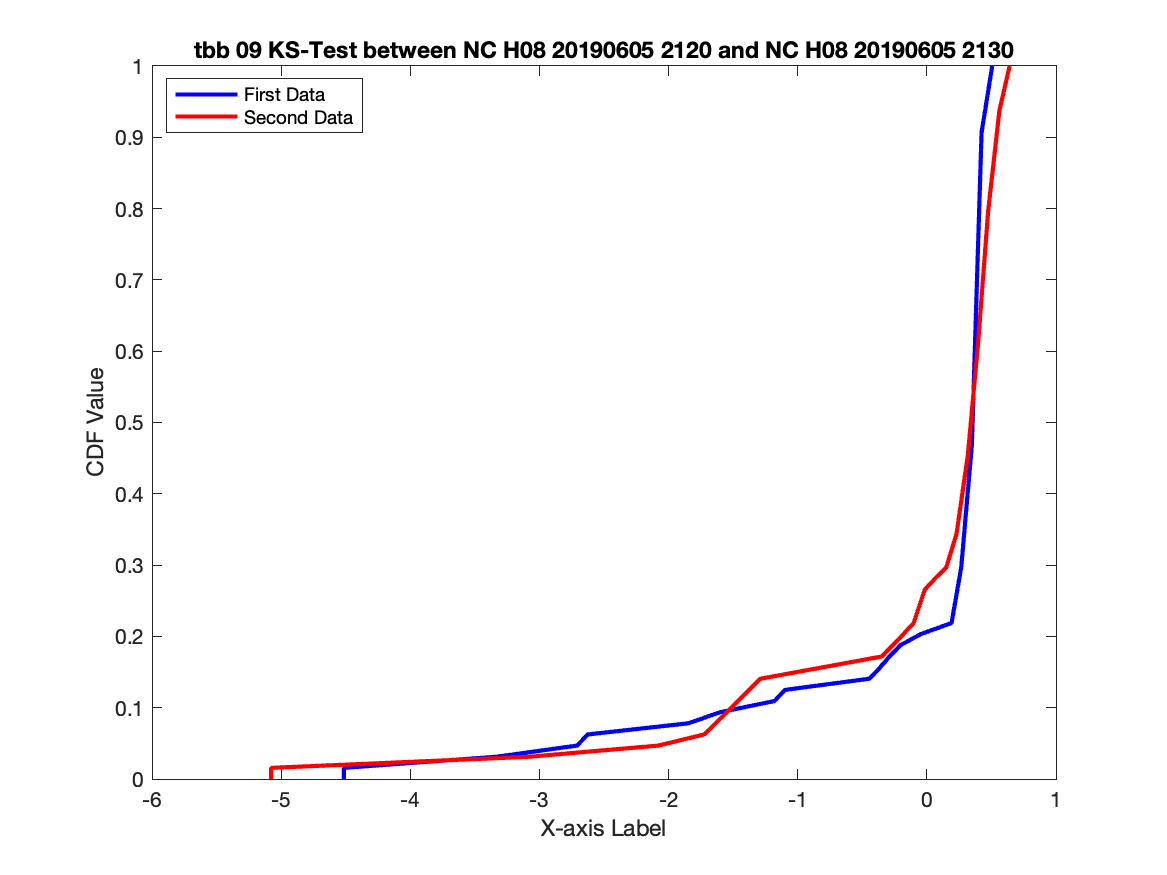 tbb 09 KS-Test between NC H08 20190605 2120 and NC H08 20190605 2130
First Data
Second Data
1
0.9
0.8
0.7
0.6
0.5
0.4
0.3
0.2
0.1
0
CDF Value
-6 -5 -4 -3 -2 -1 0 1
X-axis Label